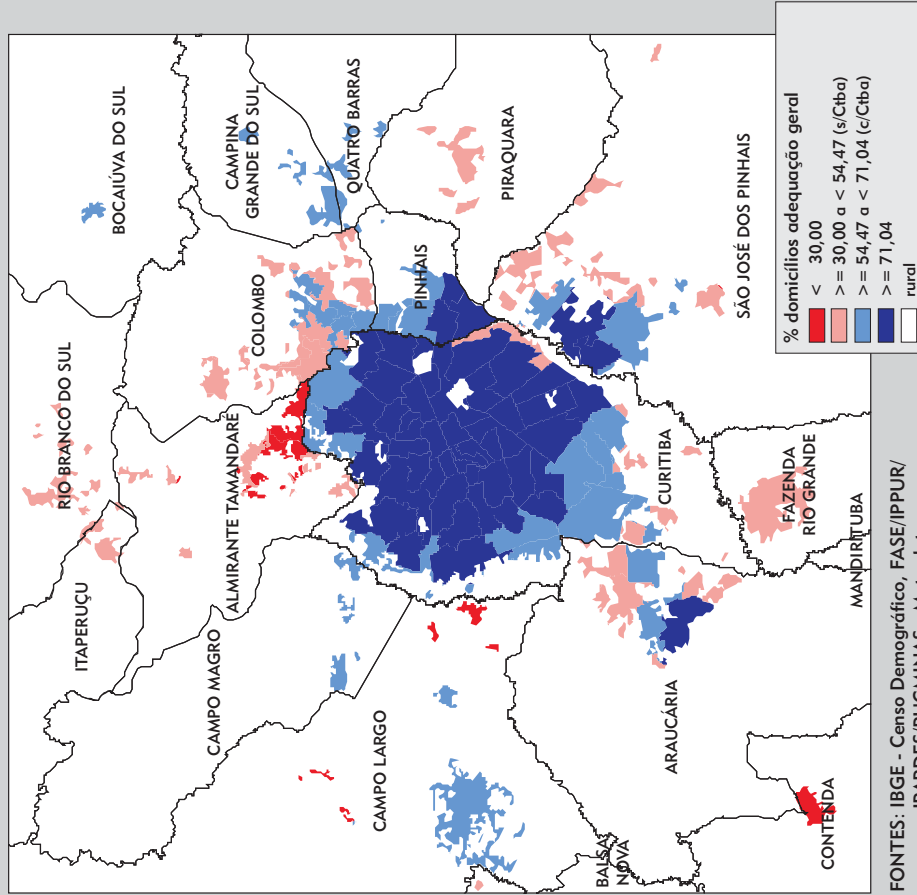 BOCAIÚVA DO SUL
CAMPINA
GRANDE DO SUL
QUATRO BARRAS
PIRAQUARA
RIO BRANCO DO SUL
COLOMBO
PINHAIS
SÃO JOSÉ DOS PINHAIS
ITAPERUÇU
ALMIRANTE TAMANDARÉ
CAMPO MAGRO
CURITIBA
FAZENDA
RIO GRANDE
MANDIRITUBA
CAMPO LARGO
ARAUCÁRIA
BALSA
NOVA
CONTENDA
% domicílios adequação geral
< 30,00
>= 30,00 a < 54,47 (s/Ctba)
>= 54,47 a < 71,04 (c/Ctba)
>= 71,04
rural
FONTES: IBGE - Censo Demográfico, FASE/IPPUR/